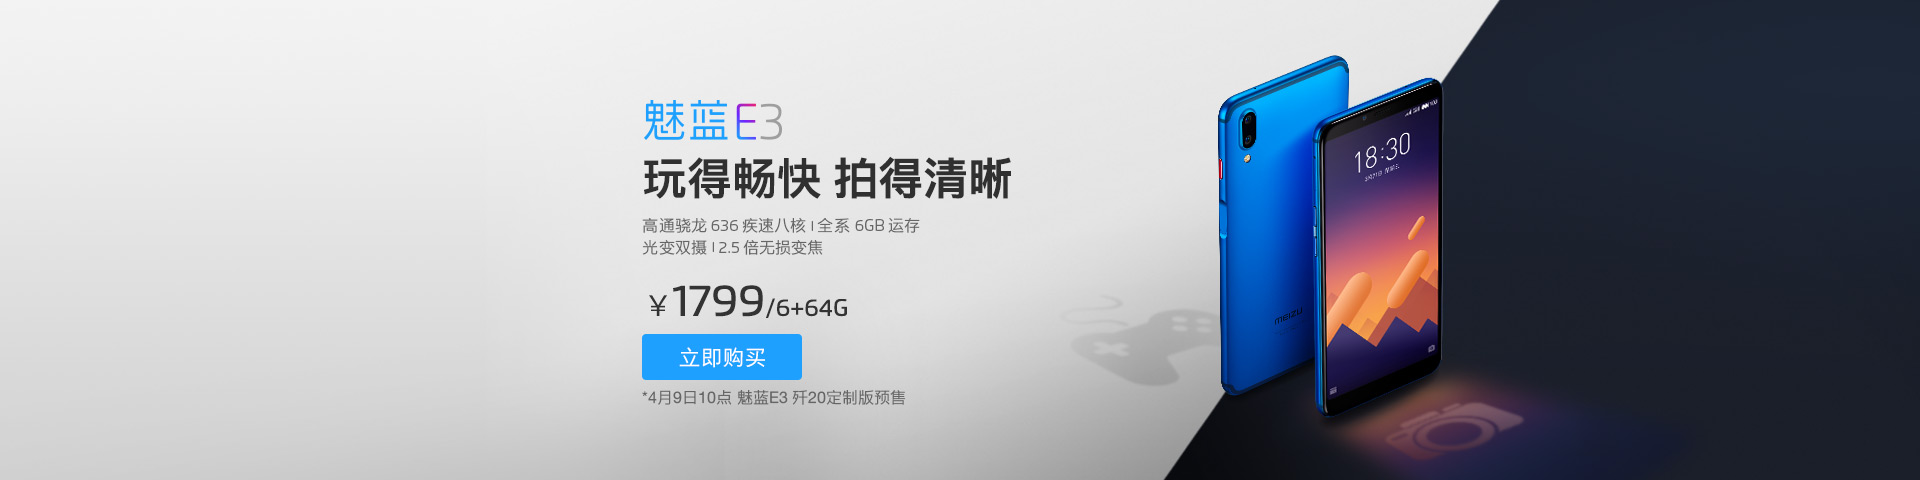 魅蓝 E3
玩得畅快 拍得清晰
高通骁龙 636 疾速八核 I 全系 6GB 运存
光变双摄 I 2.5 倍无损变焦
￥1799/6+64G
立即购买
*4月9日10点 魅蓝E3 歼20定制版预售
MEIZU
18:30